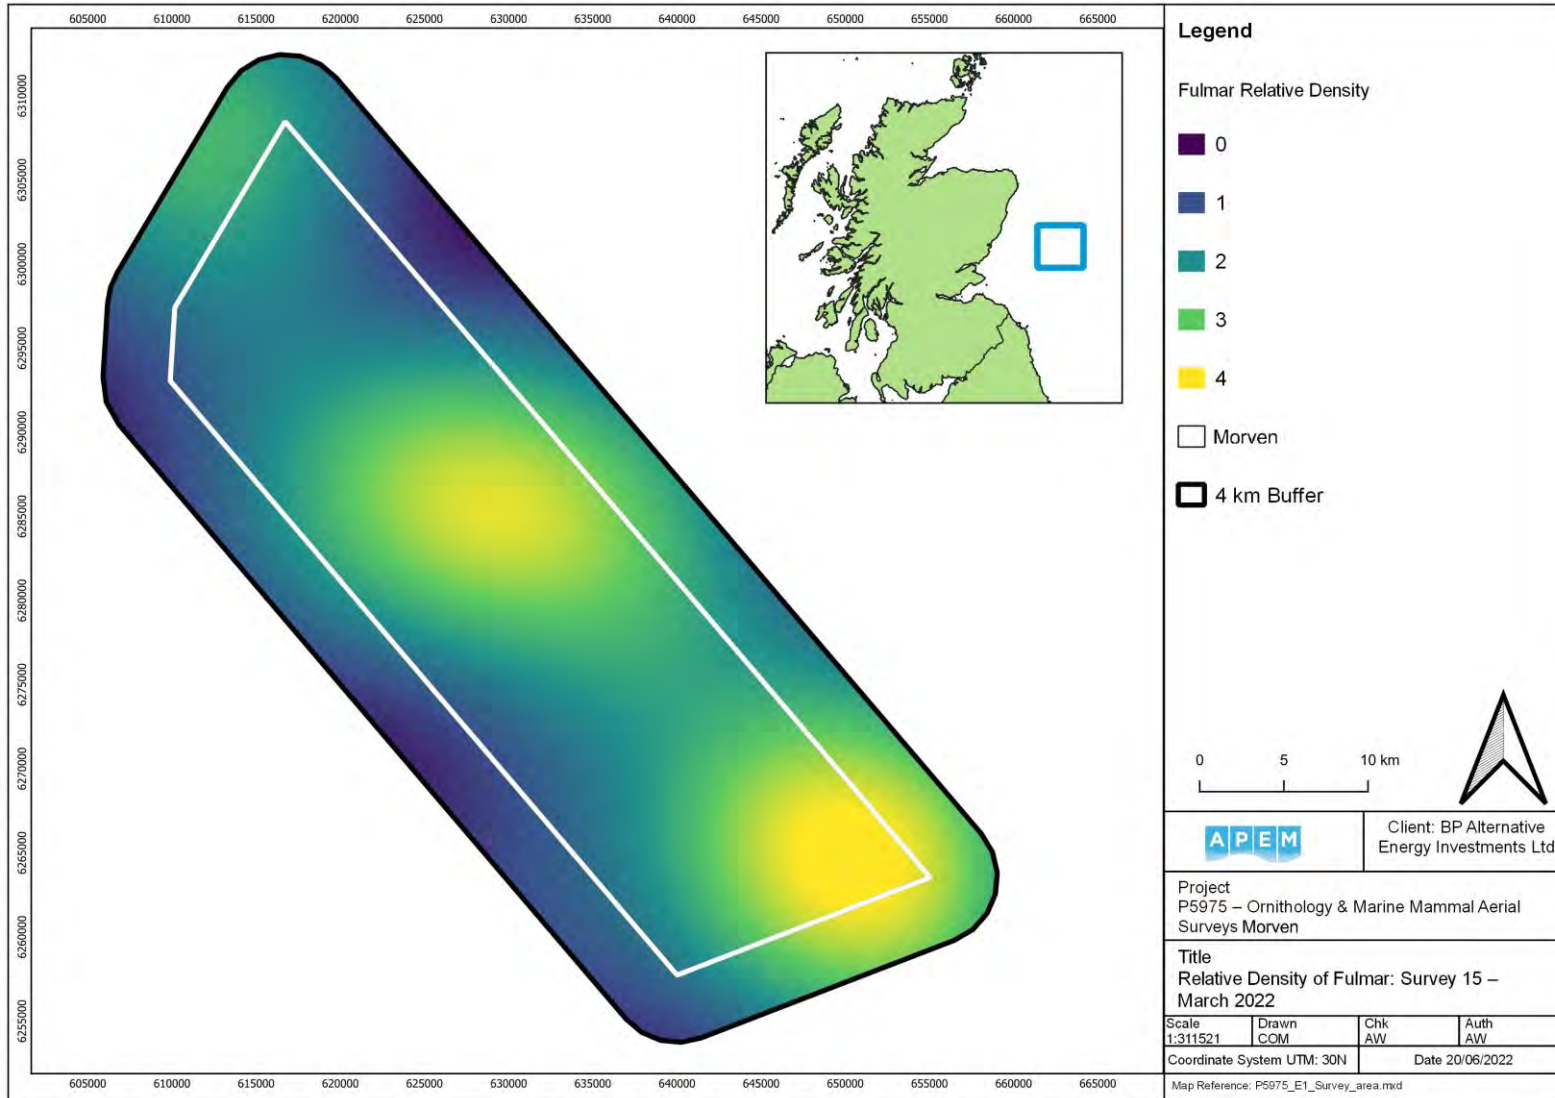 605000 610000 615000 620000 625000 630000 635000 640000 645000 650000 655000 660000 665000
6310000
6305000
6300000
6295000
6290000
6285000
6280000
6275000
6270000
6265000
6260000
6255000
605000 610000 615000 620000 625000 630000 635000 640000 645000 650000 655000 660000 665000
Legend
Fulmar Relative Density
0
1
2
3
4
Morven
4 km Buffer
0 5 10 km
APEM
Client: BP Alternative
Energy Investments Ltd
Project
P5975 – Ornithology & Marine Mammal Aerial
Surveys Morven
Title
Relative Density of Fulmar: Survey 15 –
March 2022
Scale Drawn Chk Auth
1:311521 COM AW AW
Coordinate System UTM: 30N Date 20/06/2022
Map Reference: P5975_E1_Survey_area.mxd